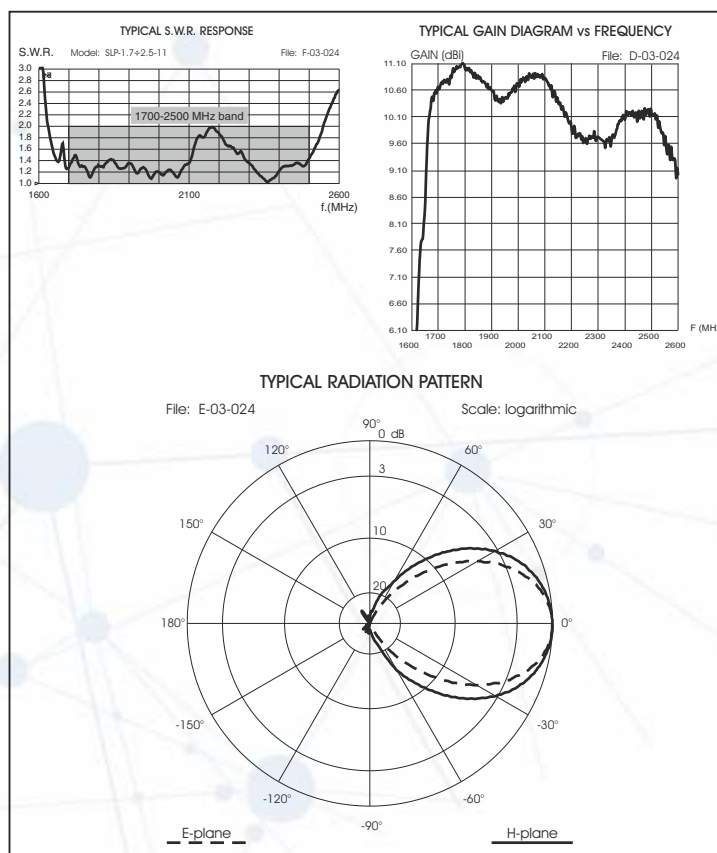 TYPICAL S.W.R. RESPONSE
S.W.R. Model: SLP-1.7÷2.5-11 File: F-03-024
3.0
2.8
2.6
2.4
2.2
2.0
1.8
1.6
1.4
1.2
1.0
1700-2500 MHz band
1600 2100 2600
f.(MHz)
TYPICAL GAIN DIAGRAM vs FREQUENCY
GAIN (dBi) File: D-03-024
11.10
10.60
10.10
9.60
9.10
8.60
8.10
7.60
7.10
6.60
6.10
1700 1900 2100 2300 2500
1600 1800 2000 2200 2400 2600
F (MHz
TYPICAL RADIATION PATTERN
File: E-03-024 Scale: logarithmic
90°
0 dB
120° 60°
3
150° 30°
10
20
180° 0°
-150° -30°
-120° -60°
-90°
E-plane H-plane